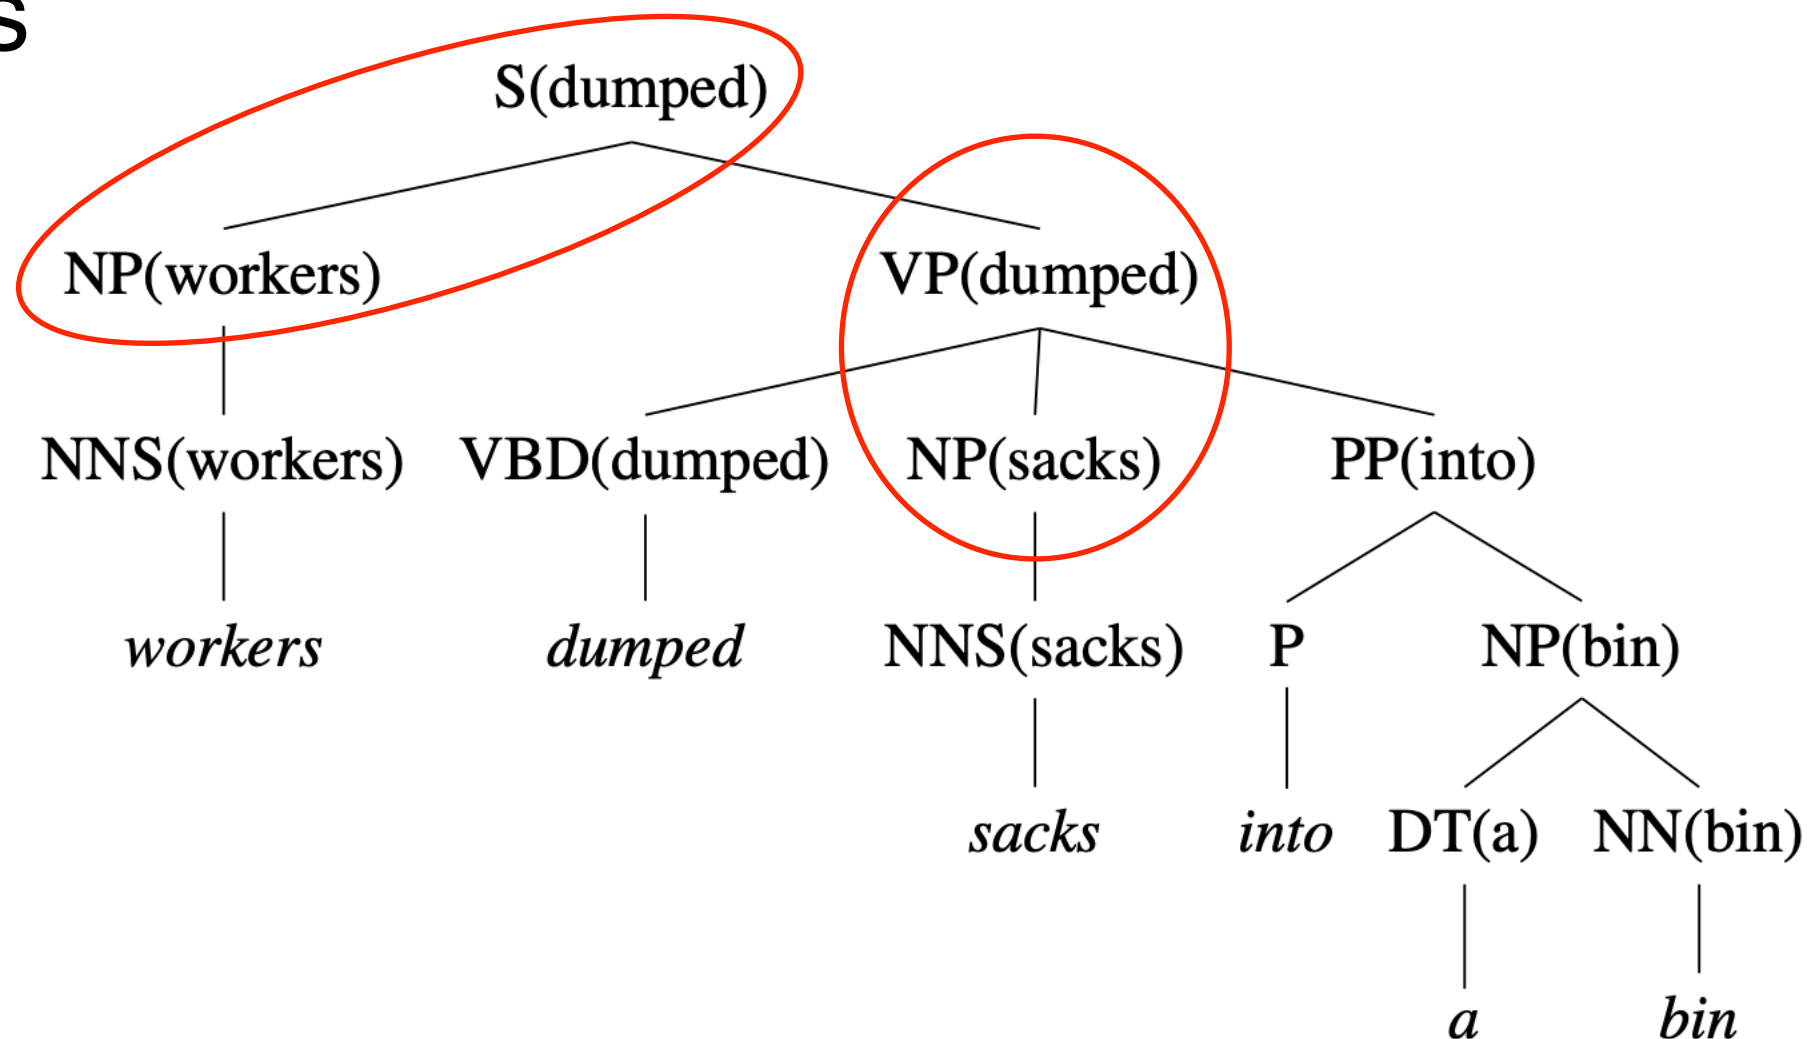 s
S(dumped)
NP(workers) VP(dumped)
NNS(workers) VBD(dumped) NP(sacks) PP(into)
workers dumped NNS(sacks) P NP(bin)
sacks into DT(a) NN(bin)
a bin